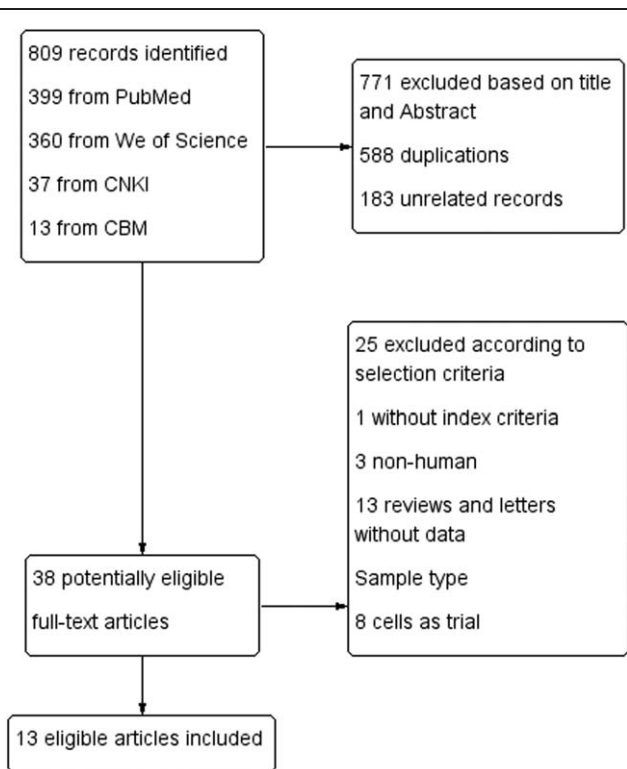 809 records identified
399 from PubMed
360 from We of Science
37 from CNKI
13 from CBM
771 excluded based on title
and Abstract
588 duplications
183 unrelated records
25 excluded according to
selection criteria
1 without index criteria
3 non-human
13 reviews and letters
without data
Sample type
8 cells as trial
38 potentially eligible
full-text articles
13 eligible articles included